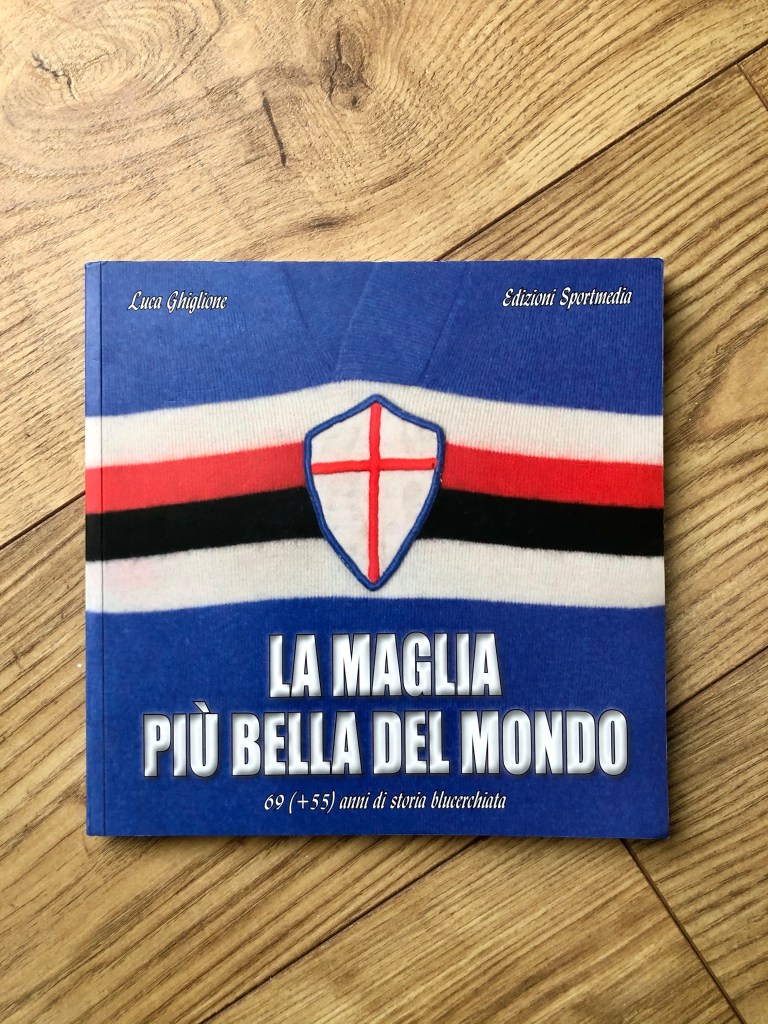 Luca Ghiglione
Edizioni Sportmedia
LA MAGLIA
PIÙ BELLA DEL MONDO
69 (+55) anni di storia blucerchiata